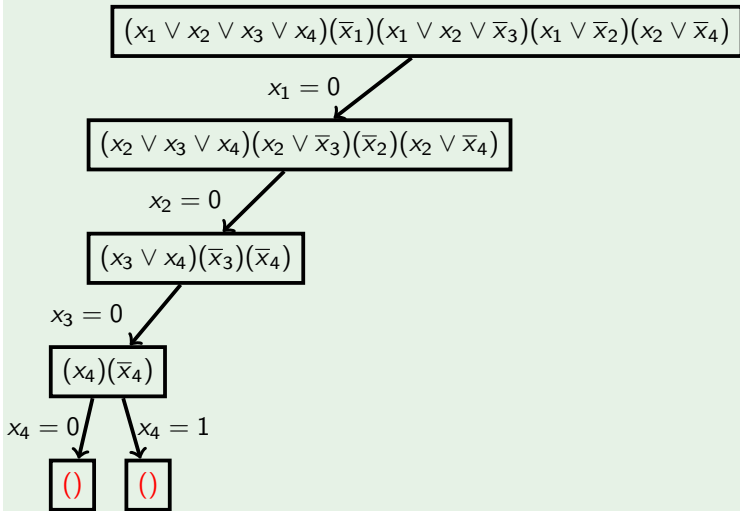 (x₁ ∨ x₂ ∨ x₃ ∨ x₄)(x̅₁)(x₁ ∨ x₂ ∨ x̅₃)(x₁ ∨ x̅₂)(x₂ ∨ x̅₄)
x₁ = 0
(x₂ ∨ x₃ ∨ x₄)(x₂ ∨ x̅₃)(x̅₂)(x₂ ∨ x̅₄)
x₂ = 0
(x₃ ∨ x₄)(x̅₃)(x̅₄)
x₃ = 0
(x₄)(x̅₄)
x₄ = 0 x₄ = 1
() ()